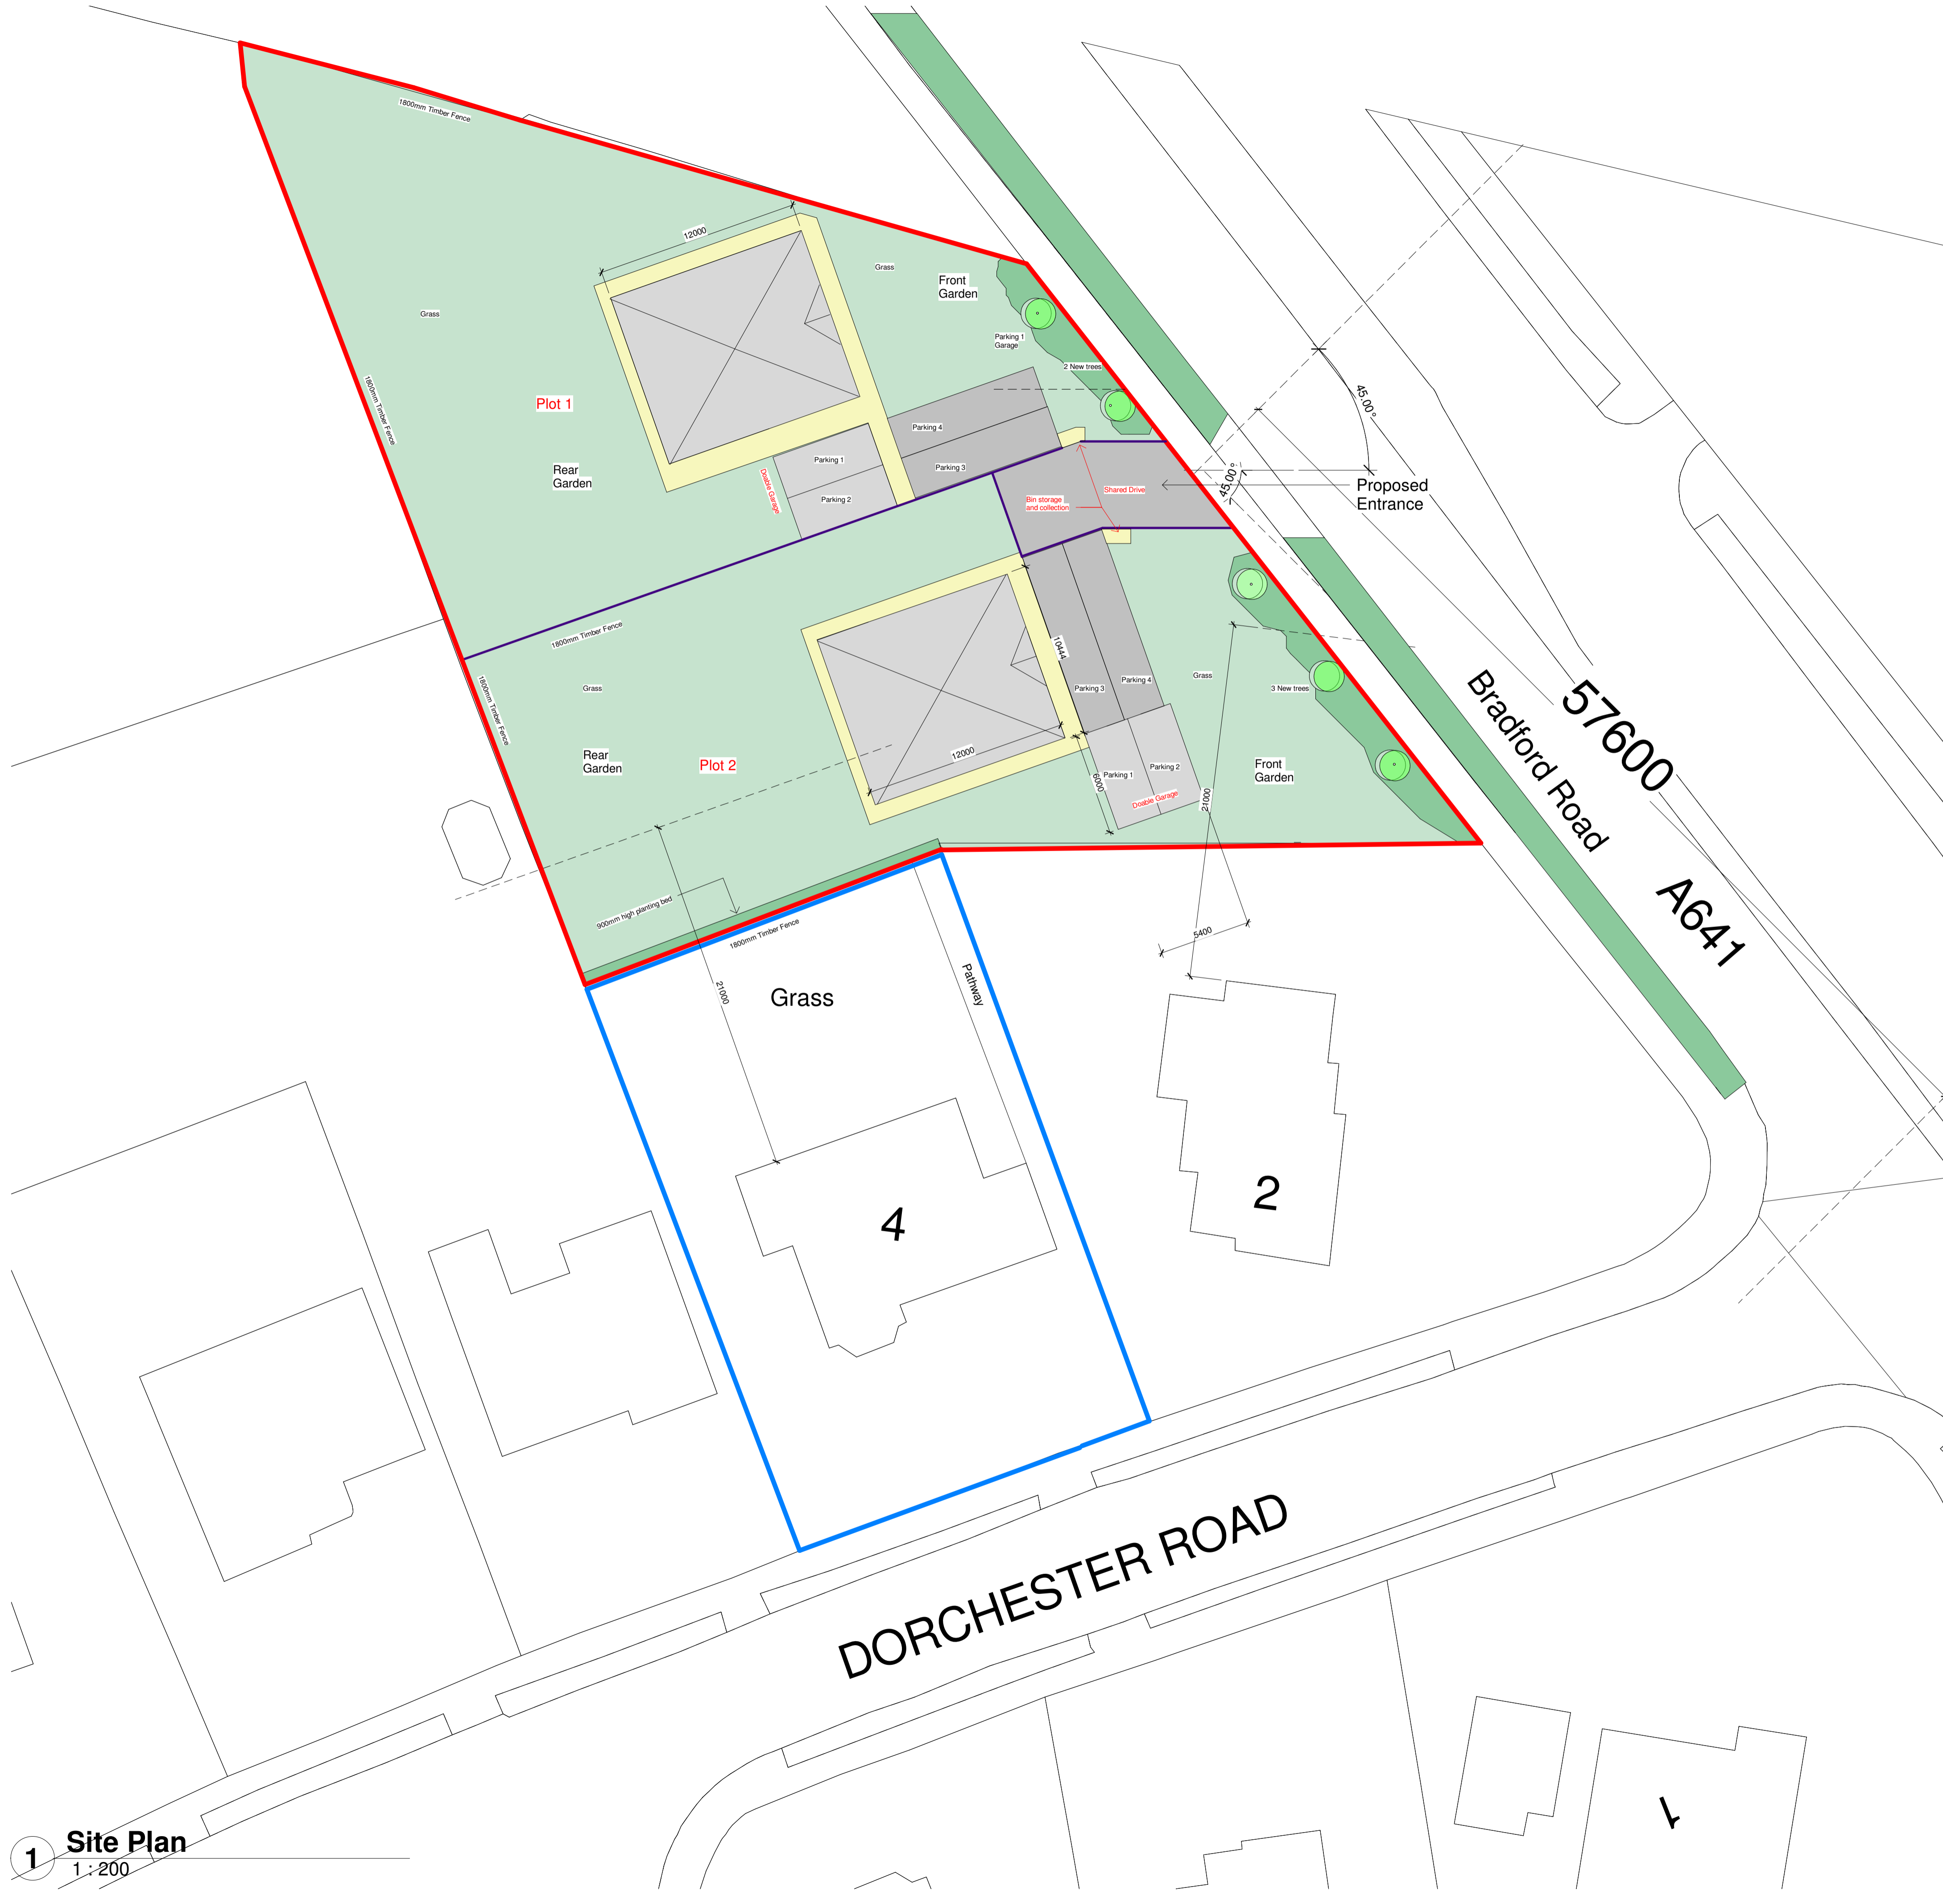 1800mm Timber Fence
12000
Grass
Front
Garden
Grass
Parking 1
Garage
2 New trees
1800mm Timber Fence
Plot 1
45.00°
Parking 4
Parking 1
Parking 3
Rear
Garden
Doable Garage
Parking 2
Shared Drive
Bin storage
and collection
45.00°
Proposed
Entrance
1800mm Timber Fence
10444
Grass
1800mm Timber Fence
Parking 3
Parking 4
Grass
3 New trees
Rear
Garden
Plot 2
12000
Parking 1
Parking 2
6000
Doable Garage
21000
Front
Garden
57600
Bradford Road
A641
900mm high planting bed
1800mm Timber Fence
5400
21000
Grass
Pathway
4
2
DORCHESTER ROAD
1
1
Site Plan
1 : 200